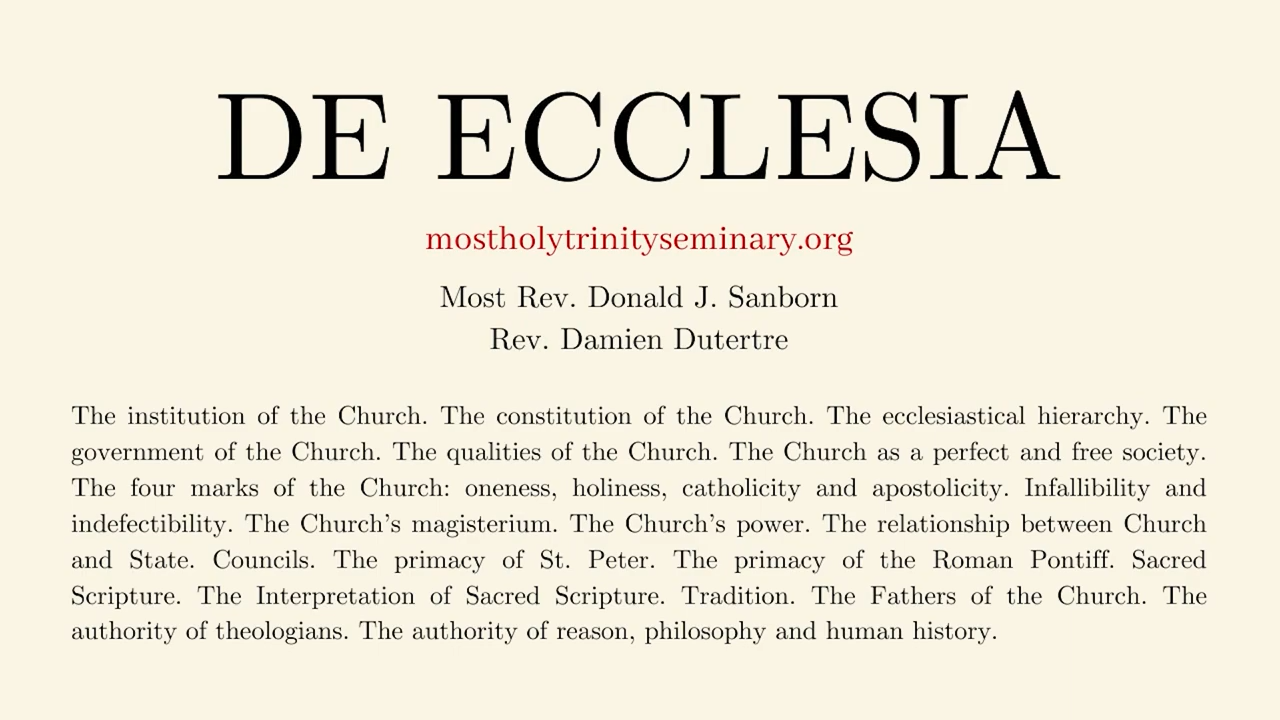 DE ECCLESIA
mostholytrinityseminary.org
Most Rev. Donald J. Sanborn
Rev. Damien Dutertre
The institution of the Church. The constitution of the Church. The ecclesiastical hierarchy. The
government of the Church. The qualities of the Church. The Church as a perfect and free society.
The four marks of the Church: oneness, holiness, catholicity and apostolicity. Infallibility and
indefectibility. The Church's magisterium. The Church's power. The relationship between Church
and State. Councils. The primacy of St. Peter. The primacy of the Roman Pontiff. Sacred
Scripture. The Interpretation of Sacred Scripture. Tradition. The Fathers of the Church. The
authority of theologians. The authority of reason, philosophy and human history.